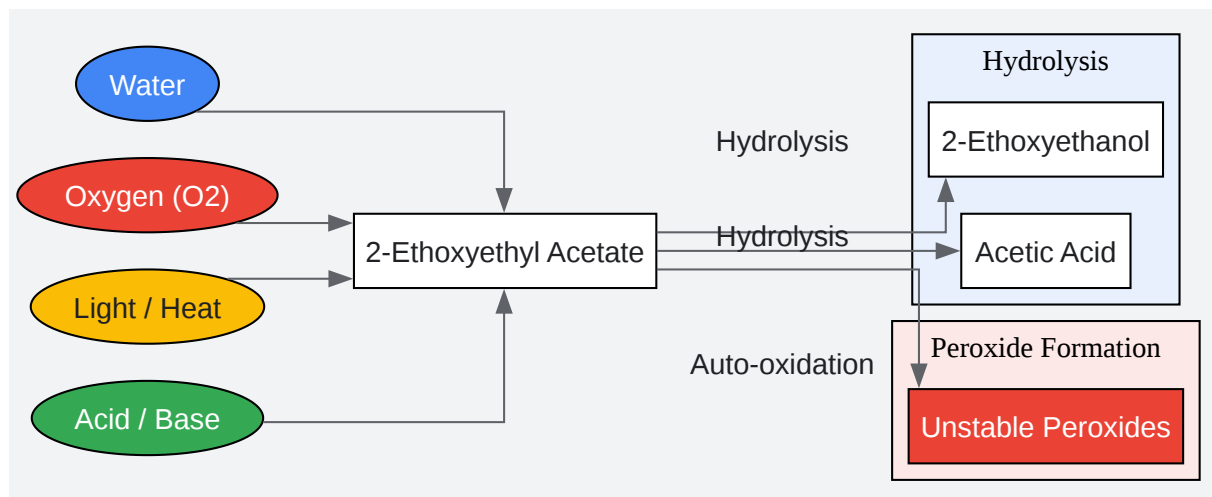 Water
Oxygen (O2)
Light / Heat
Acid / Base
2-Ethoxyethyl Acetate
Hydrolysis
Hydrolysis
Auto-oxidation
Hydrolysis
2-Ethoxyethanol
Acetic Acid
Peroxide Formation
Unstable Peroxides